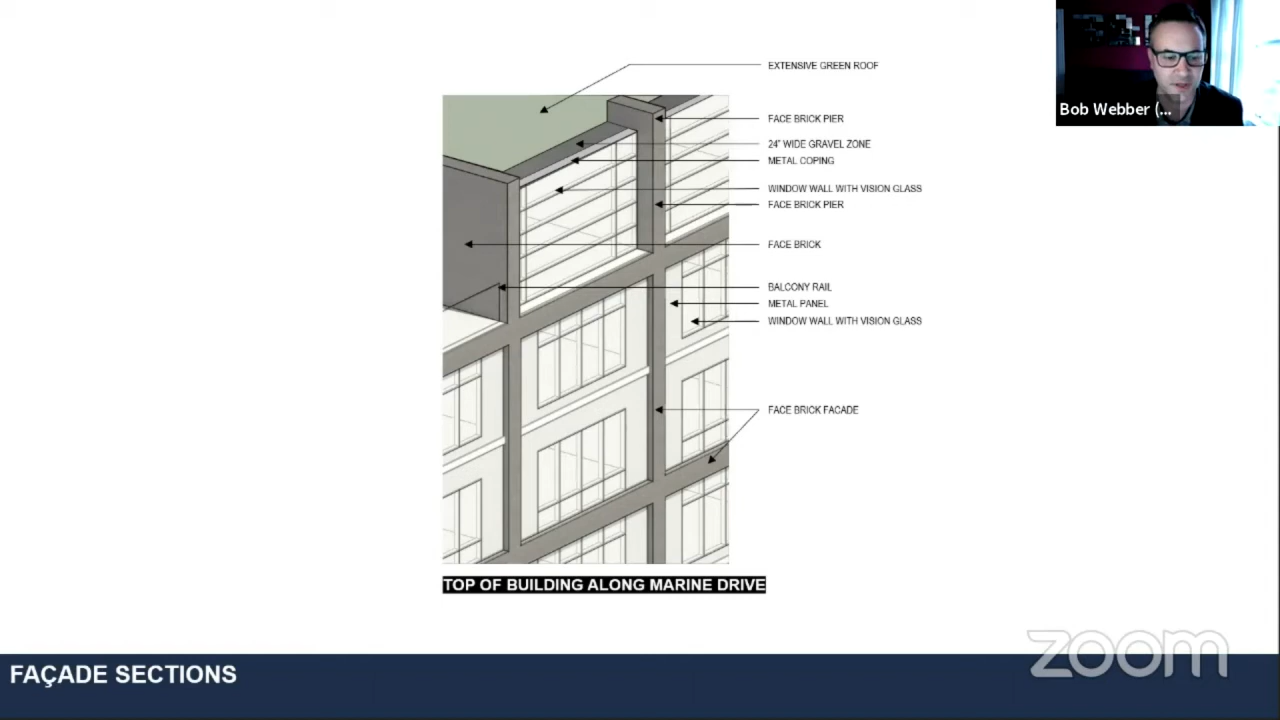 Bob Webber (...
EXTENSIVE GREEN ROOF
FACE BRICK PIER
24" WIDE GRAVEL ZONE
METAL COPING
WINDOW WALL WITH VISION GLASS
FACE BRICK PIER
FACE BRICK
BALCONY RAIL
METAL PANEL
WINDOW WALL WITH VISION GLASS
FACE BRICK FACADE
TOP OF BUILDING ALONG MARINE DRIVE
zoom
FAÇADE SECTIONS